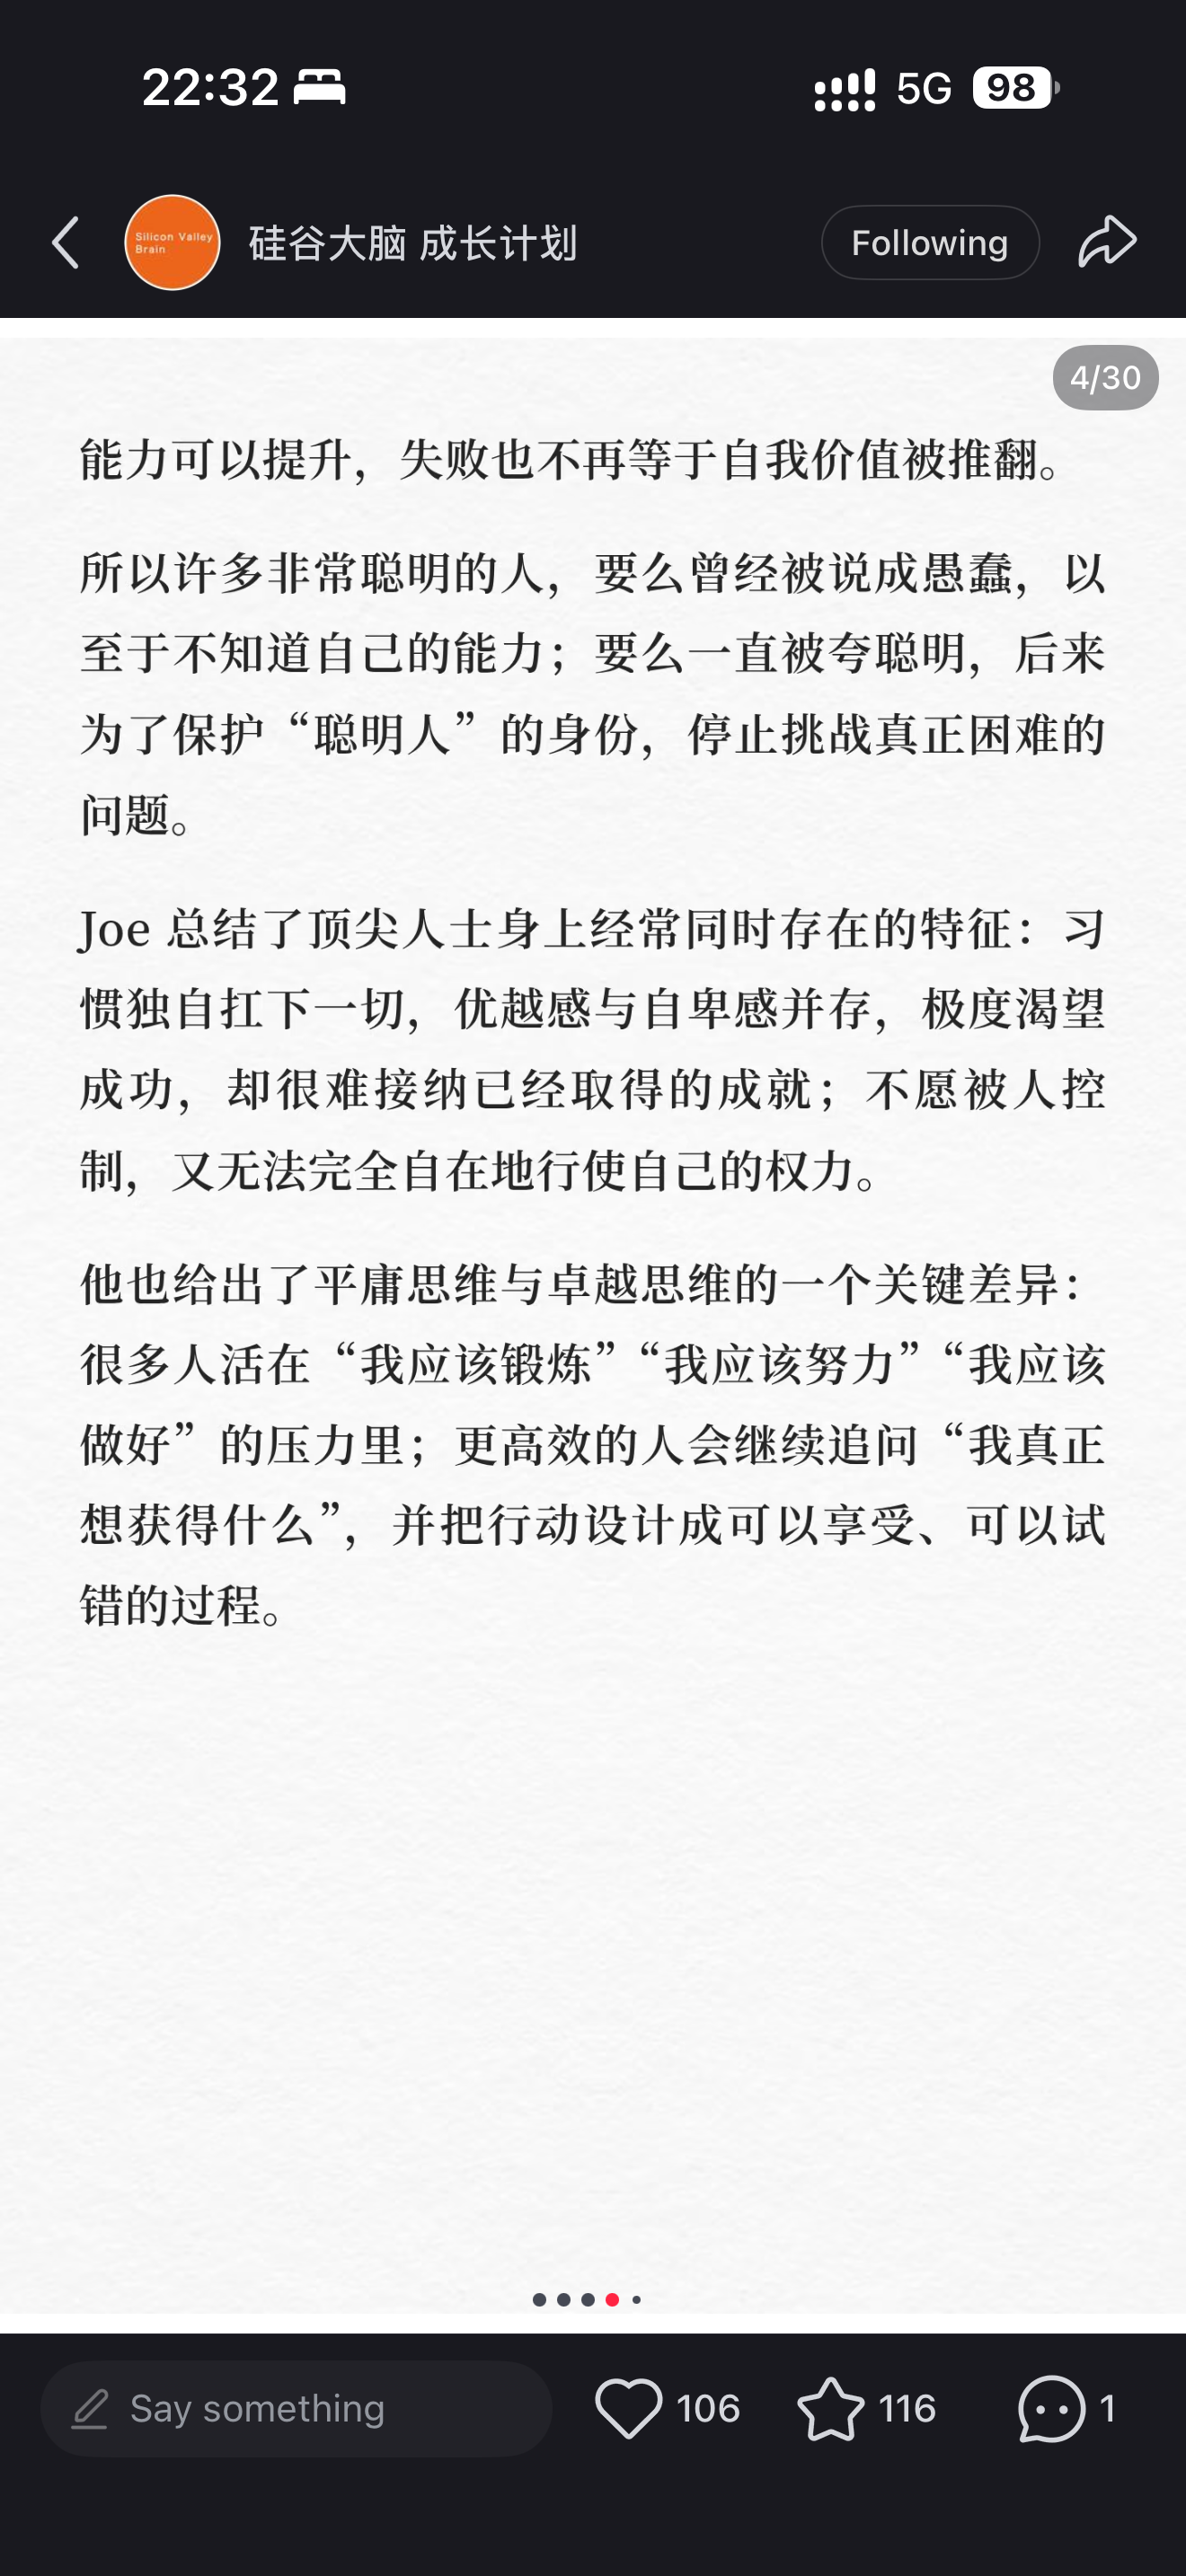 22:32
5G
98
Silicon Valley
Brain
硅谷大脑 成长计划
Following
4/30
能力可以提升，失败也不再等于自我价值被推翻。
所以许多非常聪明的人，要么曾经被说成愚蠢，以
至于不知道自己的能力；要么一直被夸聪明，后来
为了保护“聪明人”的身份，停止挑战真正困难的
问题。
Joe 总结了顶尖人士身上经常同时存在的特征：习
惯独自扛下一切，优越感与自卑感并存，极度渴望
成功，却很难接纳已经取得的成就；不愿被人控
制，又无法完全自在地行使自己的权力。
他也给出了平庸思维与卓越思维的一个关键差异：
很多人活在“我应该锻炼”“我应该努力”“我应该
做好”的压力里；更高效的人会继续追问“我真正
想获得什么”，并把行动设计成可以享受、可以试
错的过程。
Say something
106
116
1